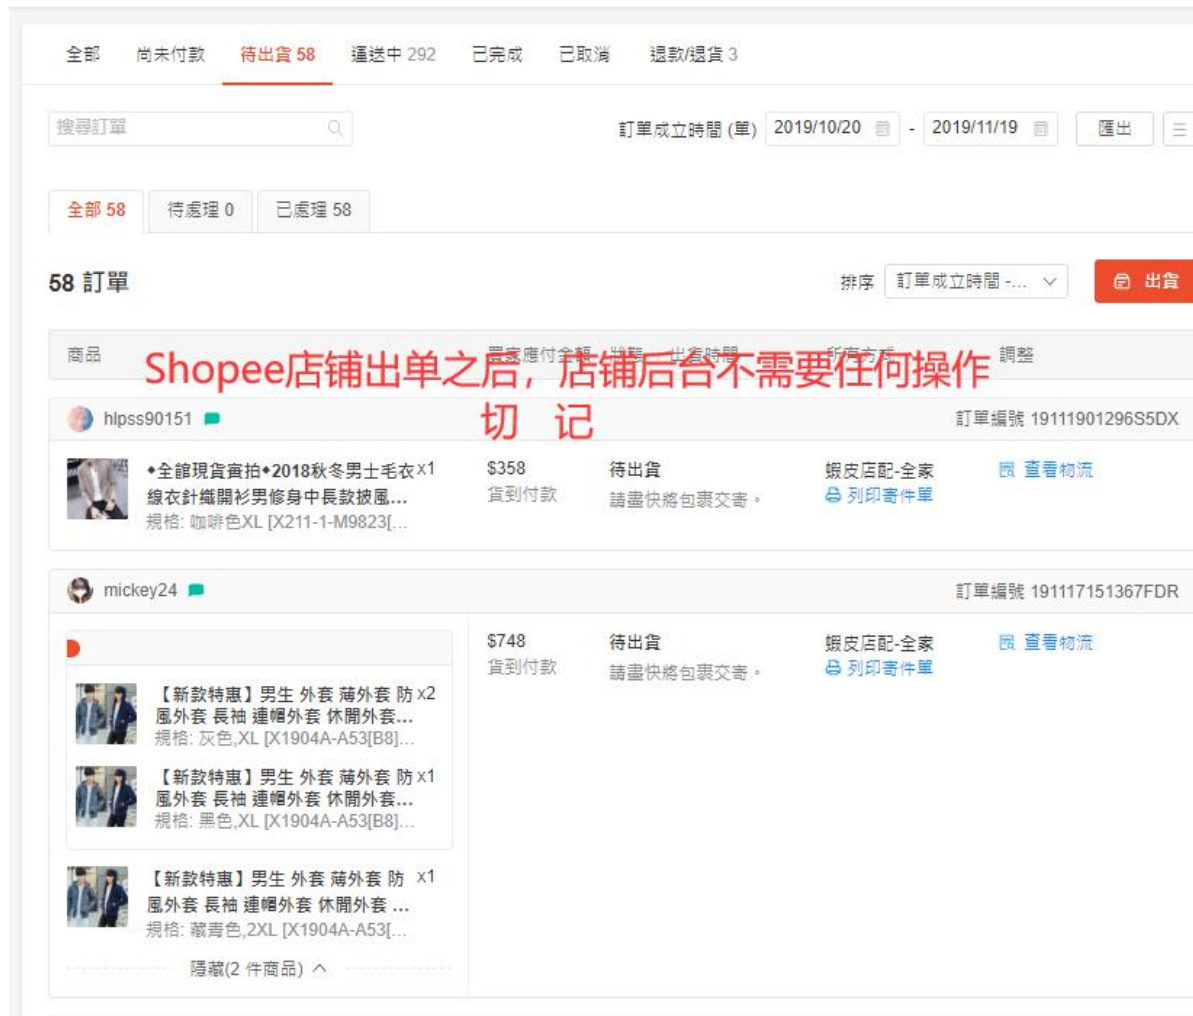 全部 尚未付款 待出貨 58 運送中 292 已完成 已取消 退款/退貨 3
搜尋訂單 訂單成立時間 (單) 2019/10/20 - 2019/11/19 匯出
全部 58 待處理 0 已處理 58
58 訂單 排序 訂單成立時間 -... 出貨
商品 買家應付金額 狀態 出貨時間 所有方式 調整
Shopee店铺出单之后，店铺后台不需要任何操作
切 记
hlpss90151 訂單編號 19111901296S5DX
◆全館現貨實拍◆2018秋冬男士毛衣 x1 $358 待出貨 蝦皮店配-全家 查看物流
線衣針織開衫男修身中長款披風... 貨到付款 請盡快將包裹交寄。 列印寄件單
規格: 咖啡色XL [X211-1-M9823[...
mickey24 訂單編號 191117151367FDR
$748 待出貨 蝦皮店配-全家 查看物流
貨到付款 請盡快將包裹交寄。 列印寄件單
【新款特惠】男生 外套 薄外套 防 x2
風外套 長袖 連帽外套 休閒外套...
規格: 灰色,XL [X1904A-A53[B8]...
【新款特惠】男生 外套 薄外套 防 x1
風外套 長袖 連帽外套 休閒外套...
規格: 黑色,XL [X1904A-A53[B8]...
【新款特惠】男生 外套 薄外套 防 x1
風外套 長袖 連帽外套 休閒外套 ...
規格: 藏青色,2XL [X1904A-A53[...
隱藏(2 件商品)